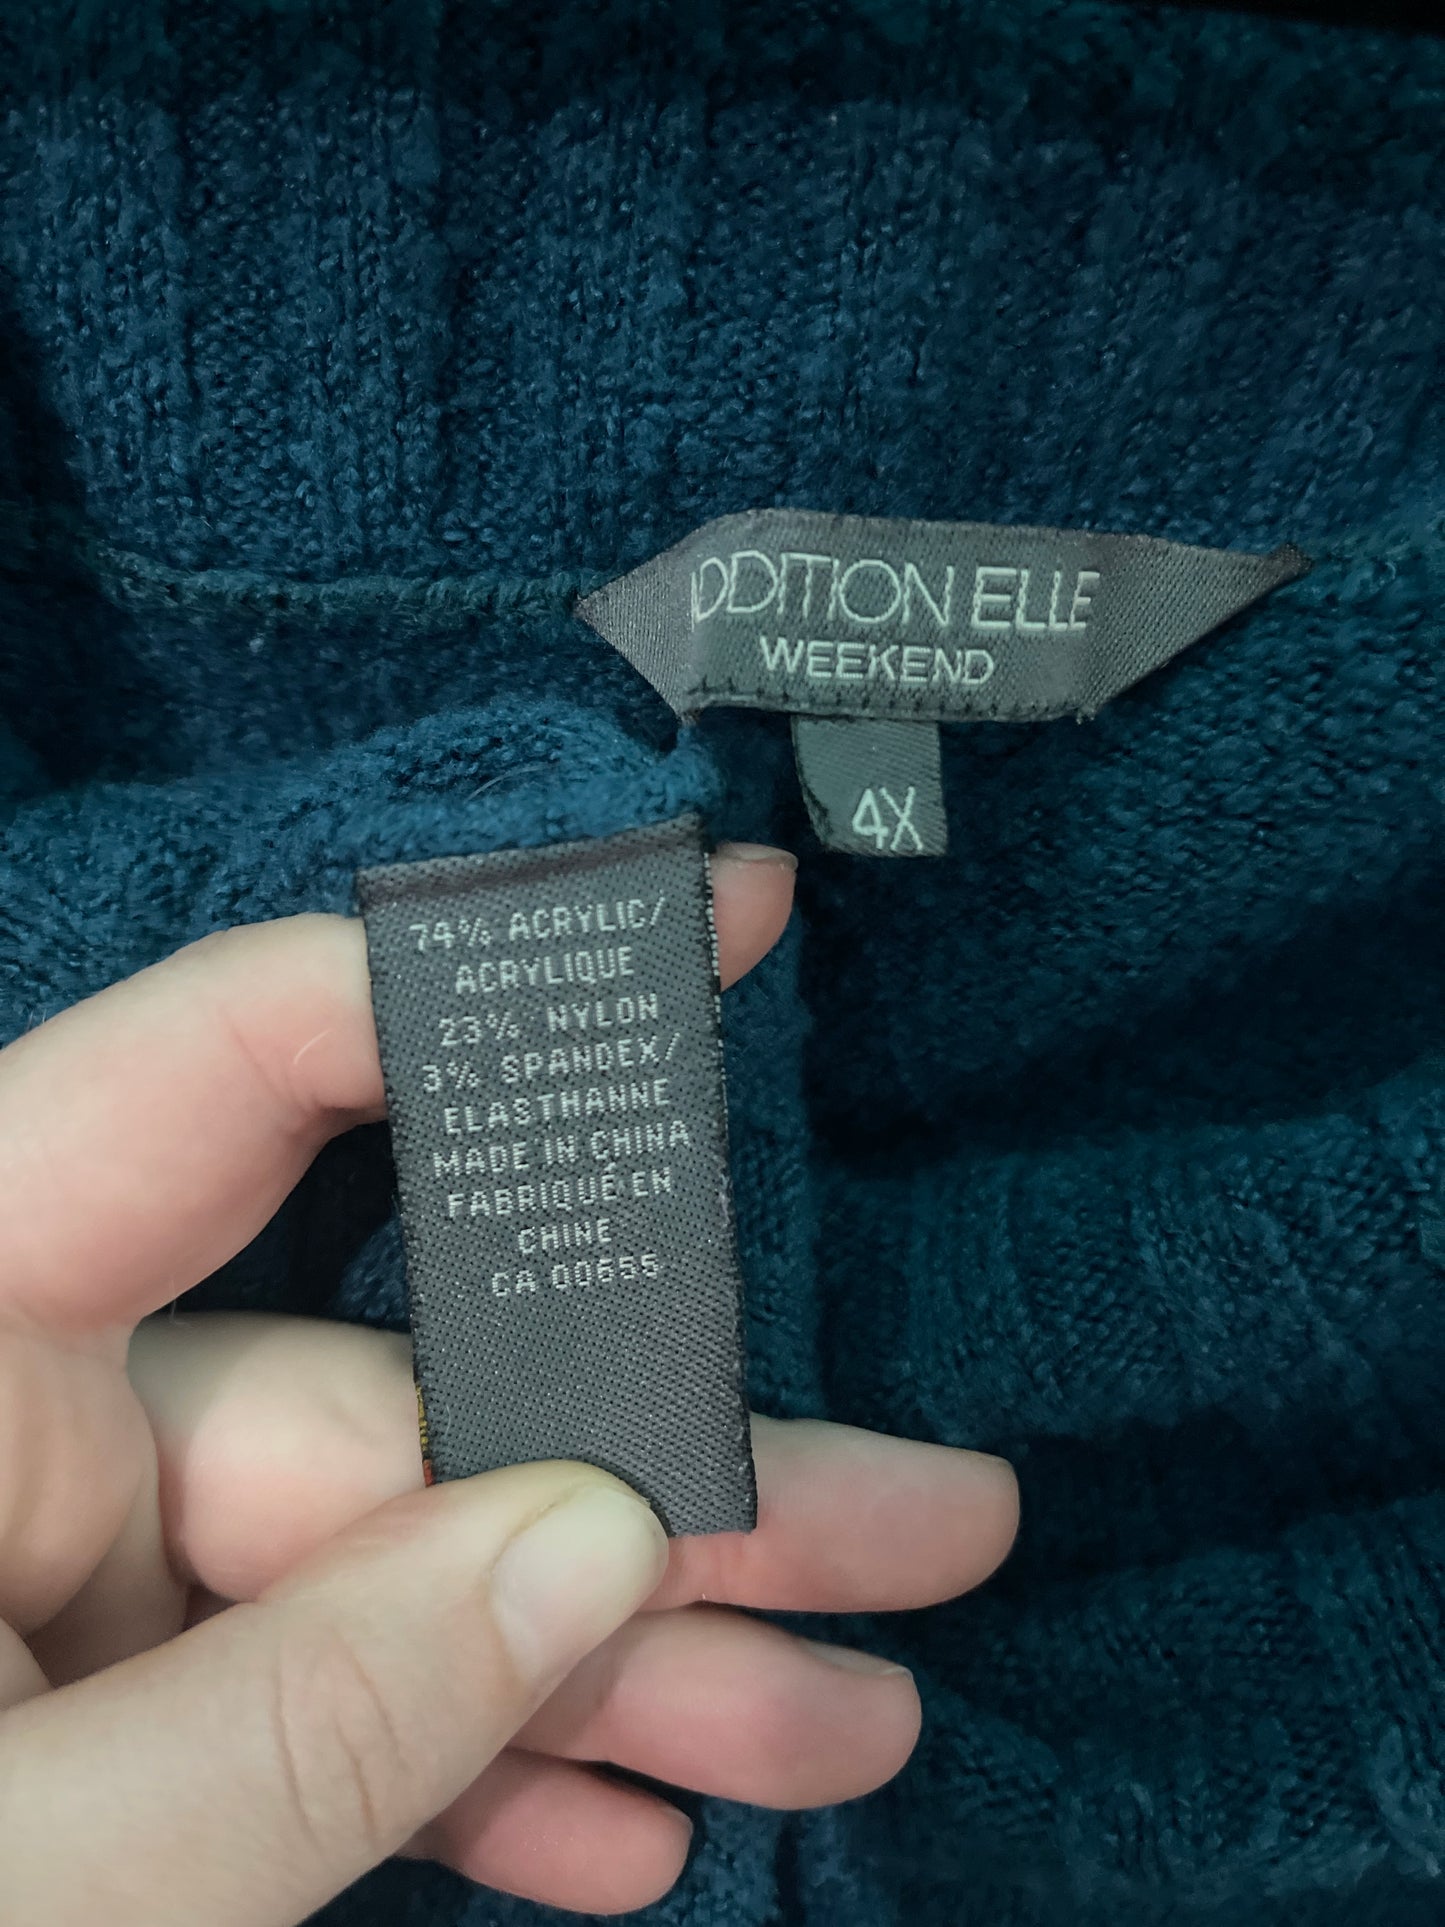 ADDITION ELLE
WEEKEND
4X
74% ACRYLIC/
ACRYLIQUE
23% NYLON
3% SPANDEX/
ELASTHANNE
MADE IN CHINA
FABRIQUÉ EN
CHINE
CA 00655